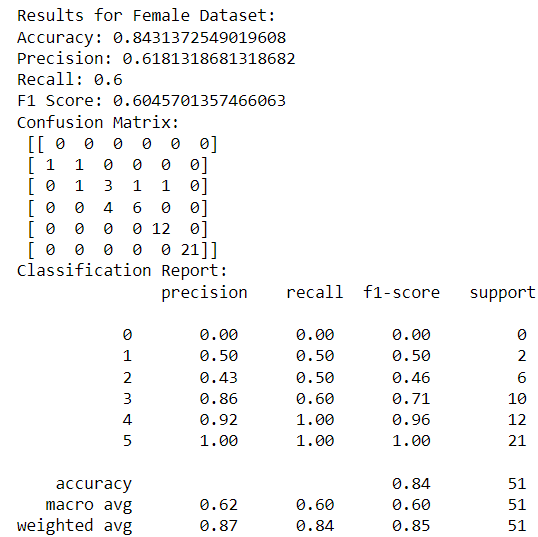 Results for Female Dataset:
Accuracy: 0.8431372549019608
Precision: 0.6181318681318682
Recall: 0.6
F1 Score: 0.6045701357466063
Confusion Matrix:
[[ 0 0 0 0 0 0]
[ 1 1 0 0 0 0]
[ 0 1 3 1 1 0]
[ 0 0 4 6 0 0]
[ 0 0 0 0 12 0]
[ 0 0 0 0 0 21]]
Classification Report:
precision recall f1-score support
0 0.00 0.00 0.00 0
1 0.50 0.50 0.50 2
2 0.43 0.50 0.46 6
3 0.86 0.60 0.71 10
4 0.92 1.00 0.96 12
5 1.00 1.00 1.00 21
accuracy 0.84 51
macro avg 0.62 0.60 0.60 51
weighted avg 0.87 0.84 0.85 51